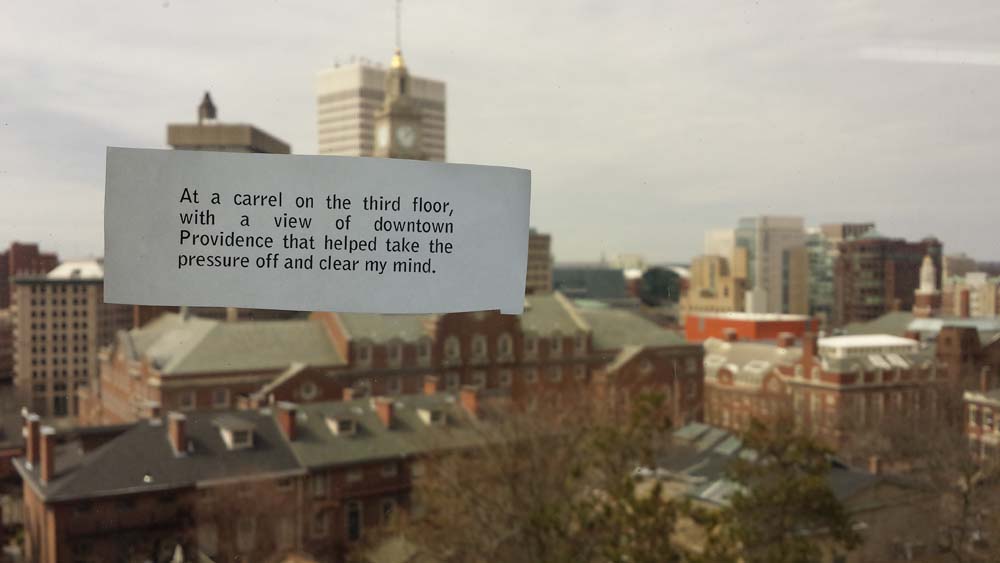 At a carrel on the third floor,
with a view of downtown
Providence that helped take the
pressure off and clear my mind.